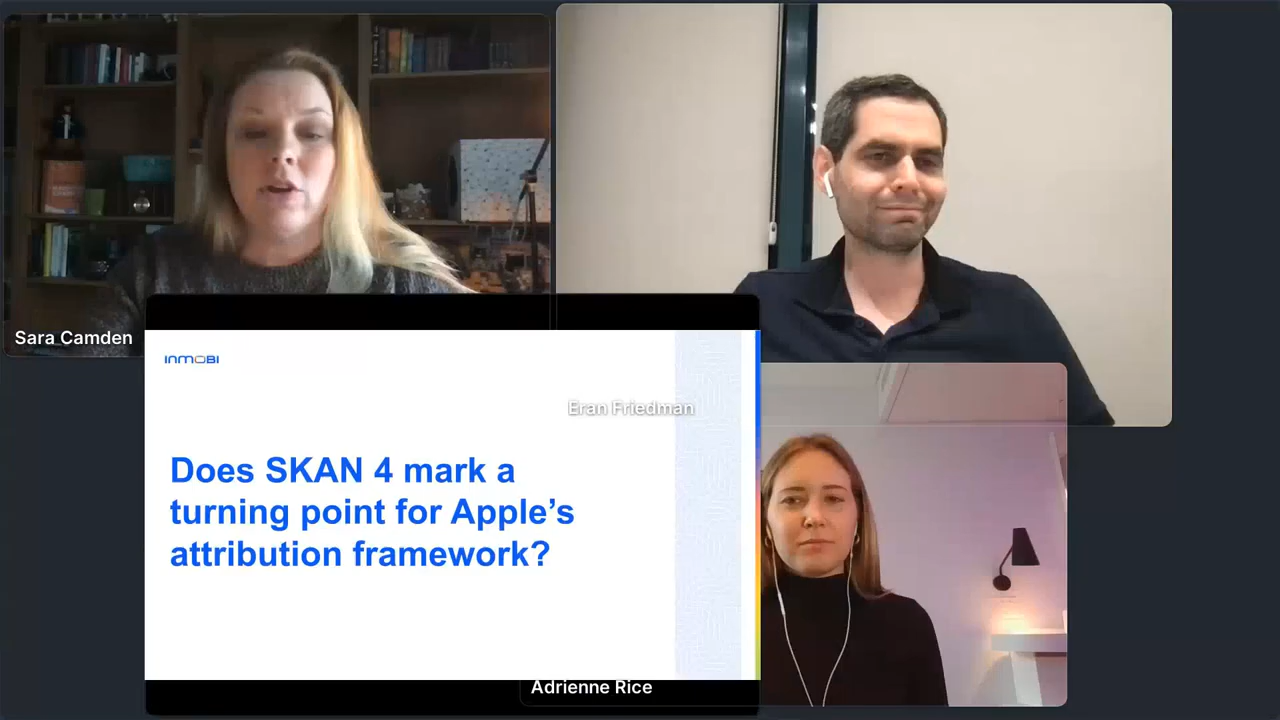 Sara Camden
INMOBI
Eran Friedman
Does SKAN 4 mark a
turning point for Apple’s
attribution framework?
Adrienne Rice